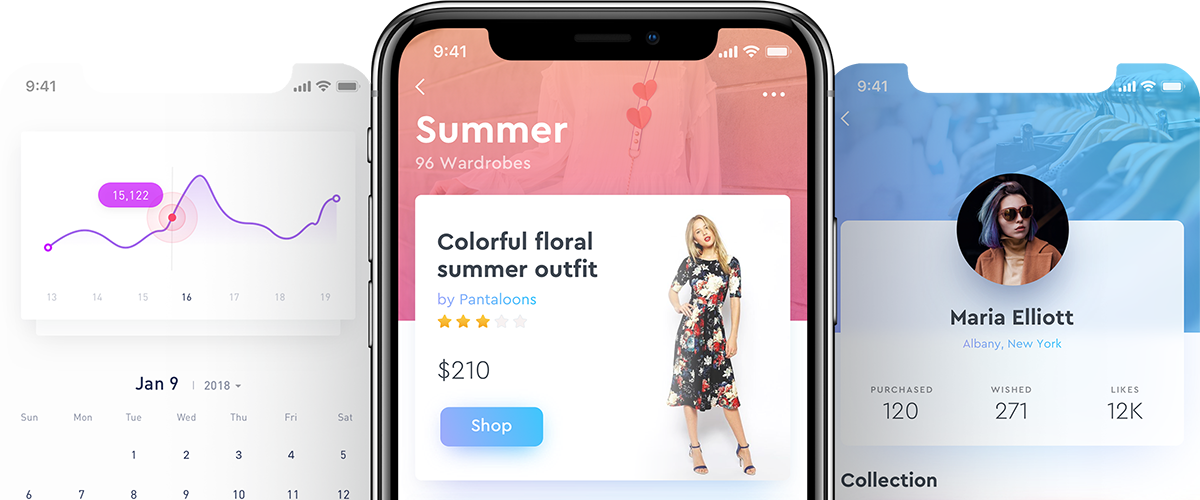 9:41
15,122
13 14 15 16 17 18 19
Jan 9 | 2018
Sun Mon Tue Wed Thu Fri Sat
1 2 3 4 5
6 7 8 9 10 11 12
9:41
Summer
96 Wardrobes
Colorful floral
summer outfit
by Pantaloons
$210
Shop
9:41
Maria Elliott
Albany, New York
PURCHASED WISHED LIKES
120 271 12K
Collection